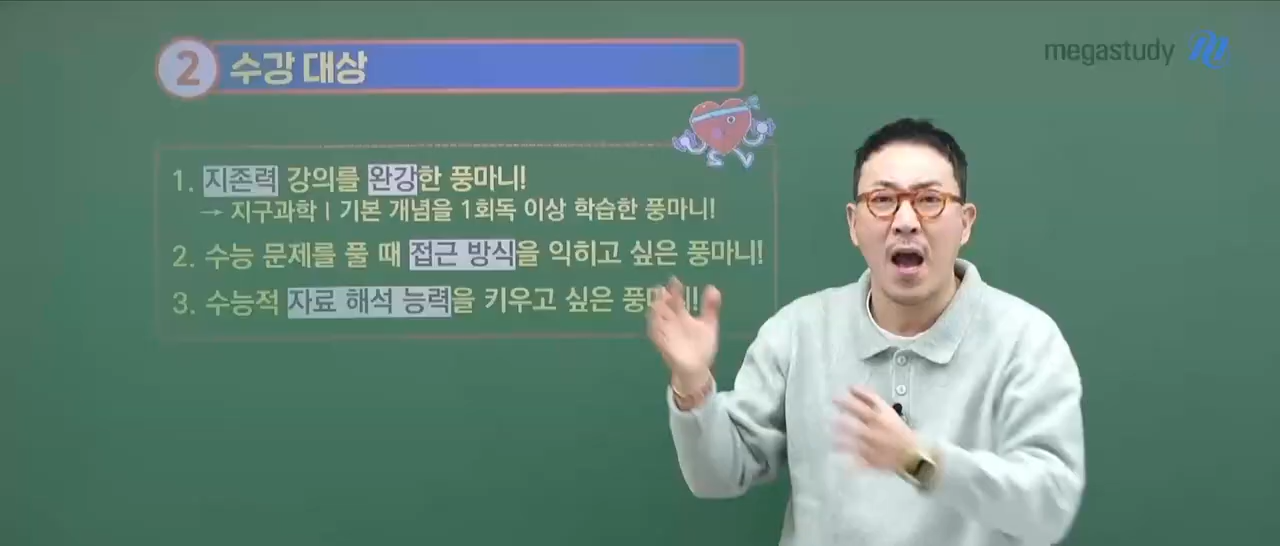 megastudy
2 수강 대상
1. 지존력 강의를 완강한 풍마니!
→ 지구과학 I 기본 개념을 1회독 이상 학습한 풍마니!
2. 수능 문제를 풀 때 접근 방식을 익히고 싶은 풍마니!
3. 수능적 자료 해석 능력을 키우고 싶은